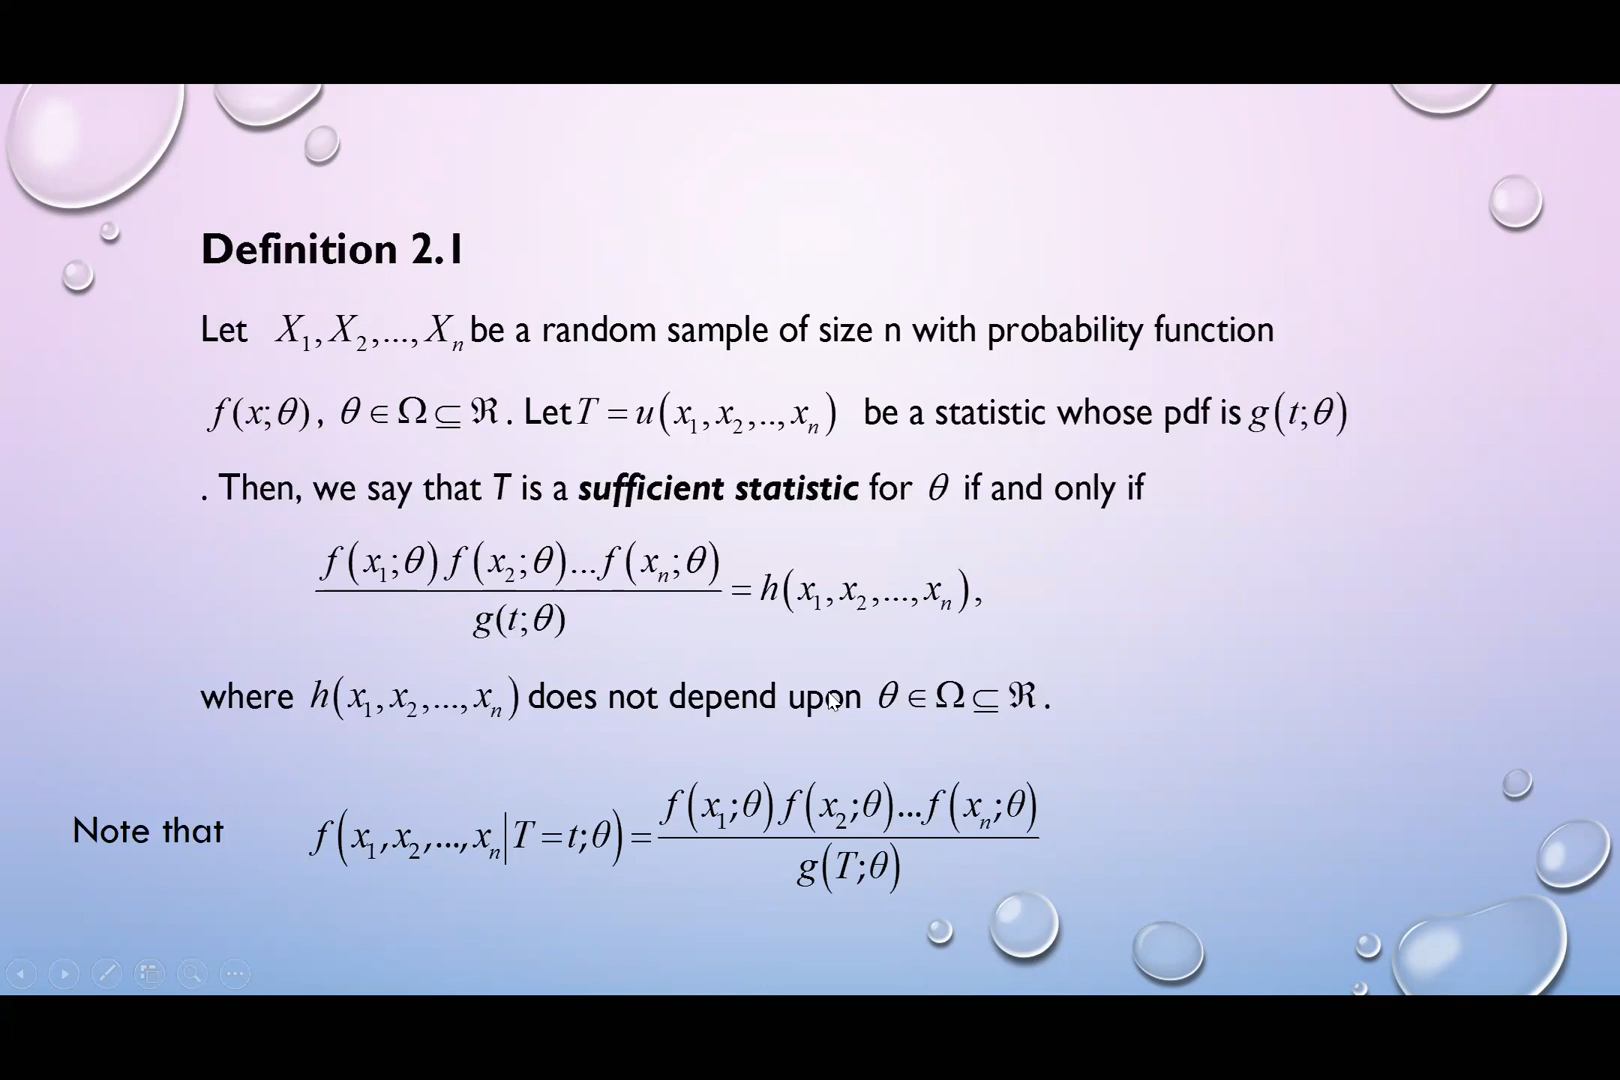 Definition 2.1
Let X₁, X₂,..., Xₙ be a random sample of size n with probability function
f(x;θ), θ ∈ Ω ⊆ ℜ. Let T = u(x₁, x₂,.., xₙ) be a statistic whose pdf is g(t;θ)
. Then, we say that T is a sufficient statistic for θ if and only if
f(x₁;θ) f(x₂;θ)...f(xₙ;θ) / g(t;θ) = h(x₁, x₂,..., xₙ),
where h(x₁, x₂,..., xₙ) does not depend upon θ ∈ Ω ⊆ ℜ.
Note that f(x₁,x₂,...,xₙ|T=t;θ) = f(x₁;θ) f(x₂;θ)...f(xₙ;θ) / g(T;θ)